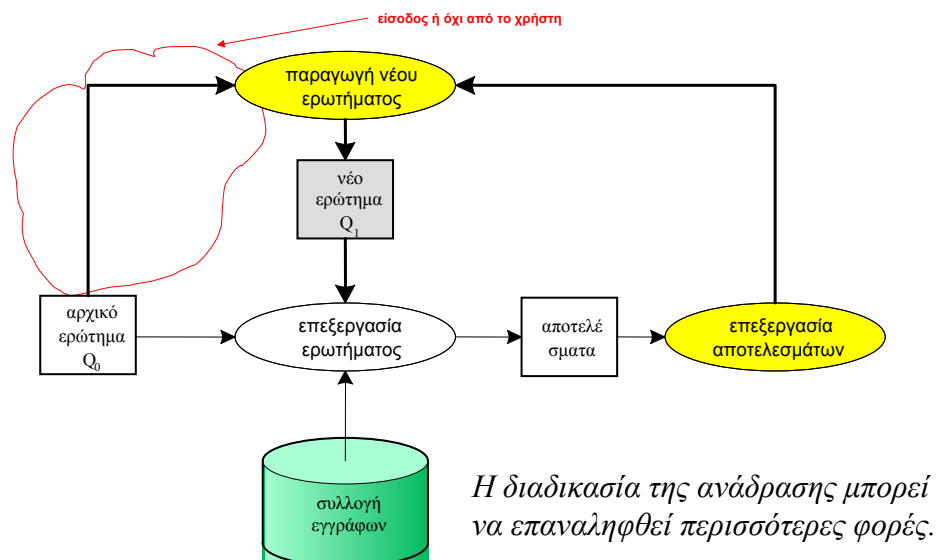 είσοδος ή όχι από το χρήστη
παραγωγή νέου
ερωτήματος
νέο
ερώτημα
Q1
αρχικό
ερώτημα
Q0
επεξεργασία
ερωτήματος
αποτελέ
σματα
επεξεργασία
αποτελεσμάτων
συλλογή
εγγράφων
Η διαδικασία της ανάδρασης μπορεί
να επαναληφθεί περισσότερες φορές.